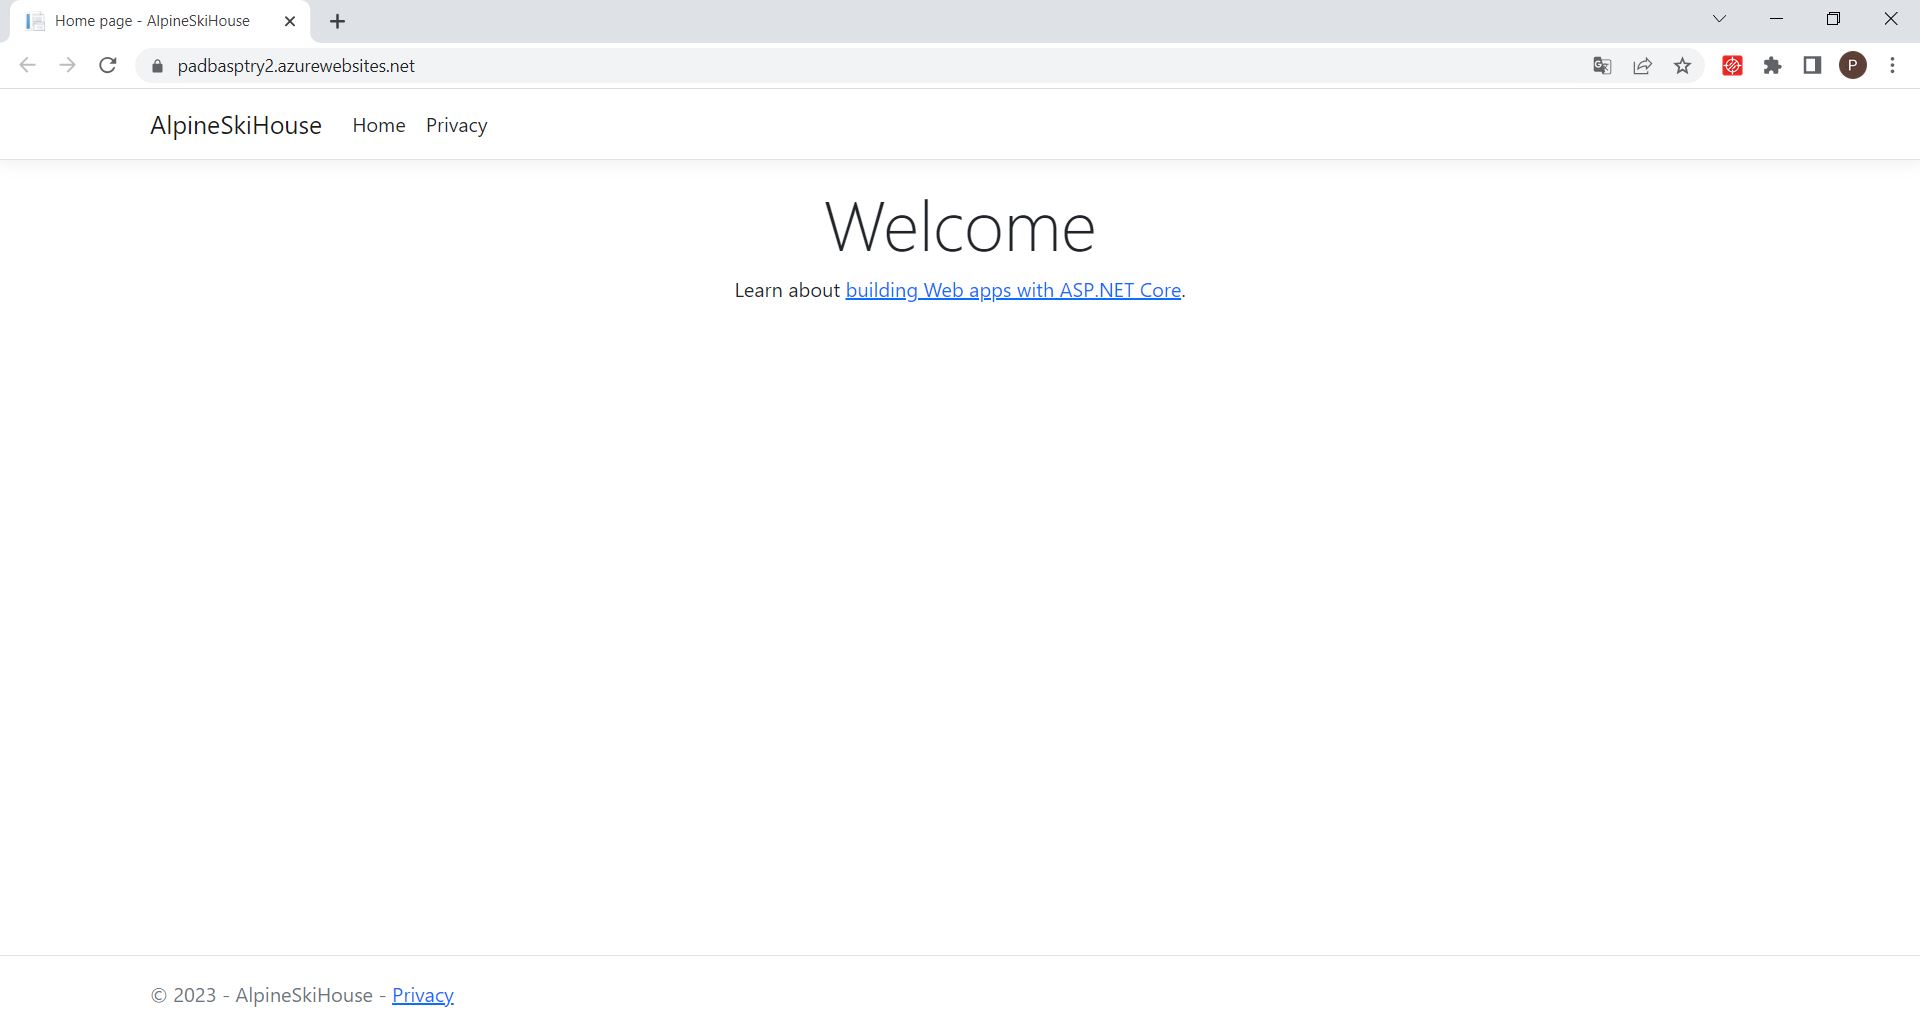 Home page - AlpineSkiHouse
padbasptry2.azurewebsites.net
P
AlpineSkiHouse Home Privacy
Welcome
Learn about building Web apps with ASP.NET Core.
© 2023 - AlpineSkiHouse - Privacy